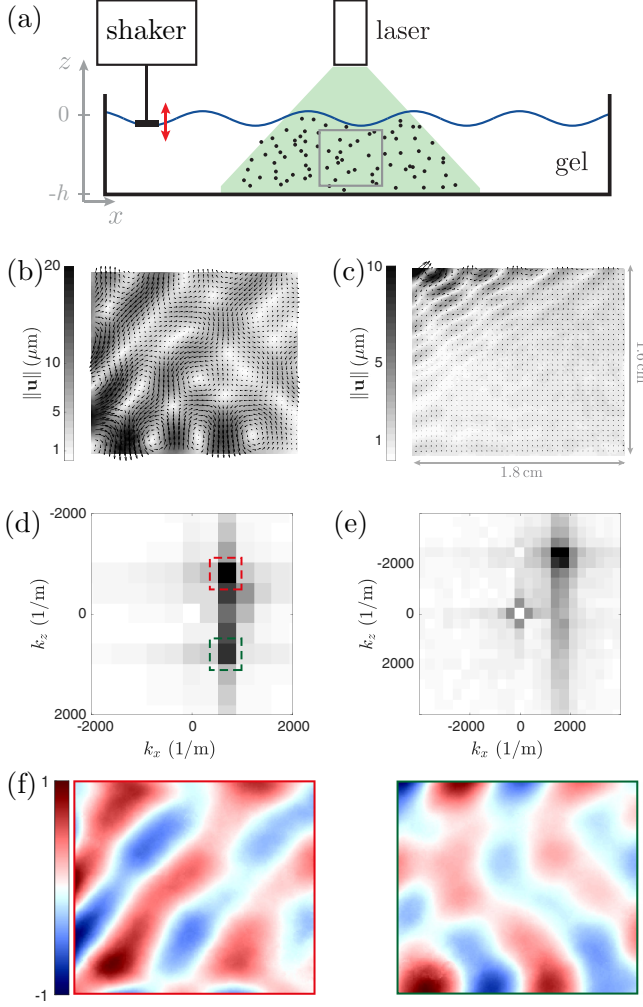 (a)
shaker
laser
z
0
-h
x
gel
(b)
20
10
5
1
‖u‖ (μm)
(c)
10
5
1
‖u‖ (μm)
1.8 cm
(d)
-2000
0
2000
k_z (1/m)
-2000 0 2000
k_x (1/m)
(e)
-2000
0
2000
k_z (1/m)
-2000 0 2000
k_x (1/m)
(f)
1
-1